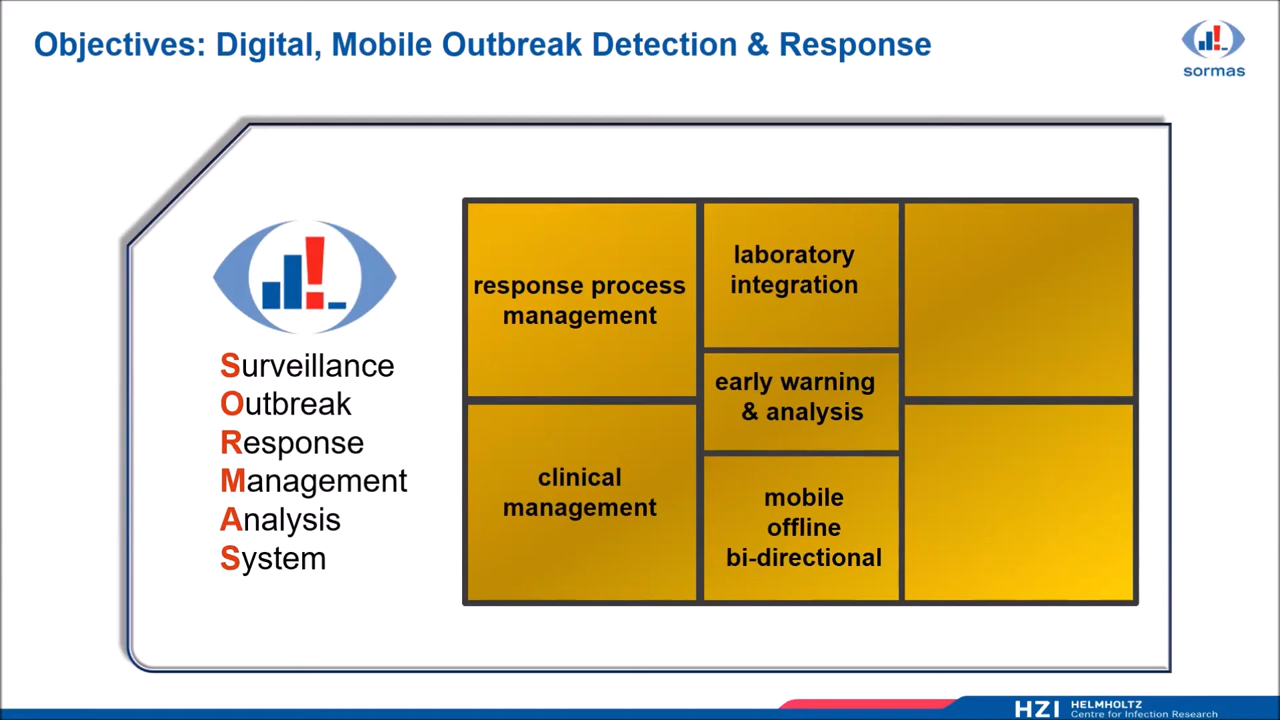 Objectives: Digital, Mobile Outbreak Detection & Response
sormas
Surveillance
Outbreak
Response
Management
Analysis
System
response process
management
clinical
management
laboratory
integration
early warning
& analysis
mobile
offline
bi-directional
HZI
HELMHOLTZ
Centre for Infection Research